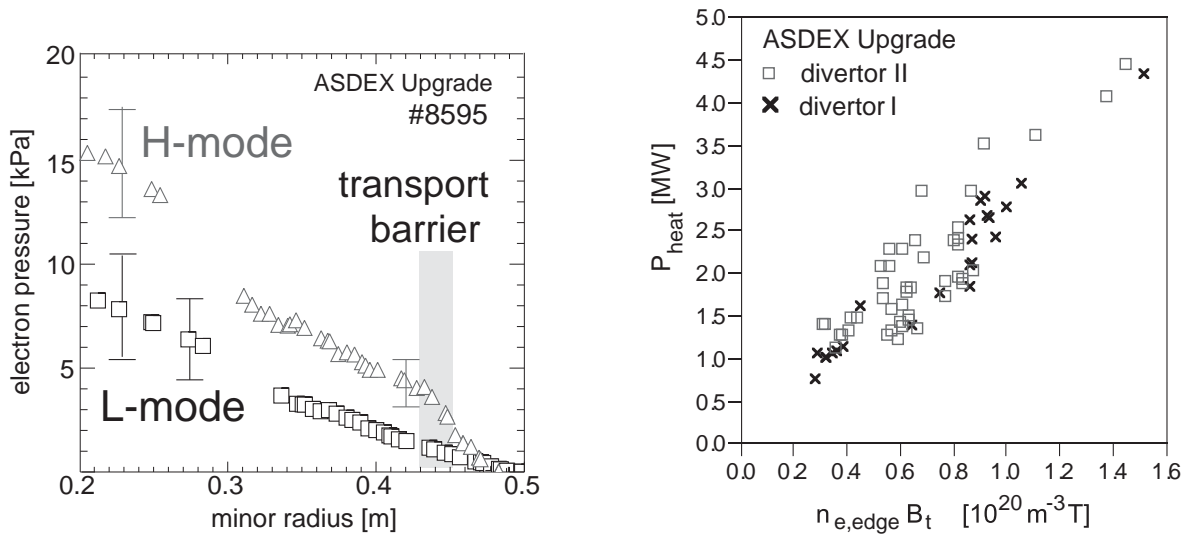 20
15
10
5
0.2
0.3
0.4
0.5
electron pressure [kPa]
minor radius [m]
ASDEX Upgrade
#8595
H-mode
transport
barrier
L-mode
5.0
4.5
4.0
3.5
3.0
2.5
2.0
1.5
1.0
0.5
0.0
0.0
0.2
0.4
0.6
0.8
1.0
1.2
1.4
1.6
P_heat [MW]
n_e,edge B_t [10^20 m^-3 T]
ASDEX Upgrade
divertor II
divertor I